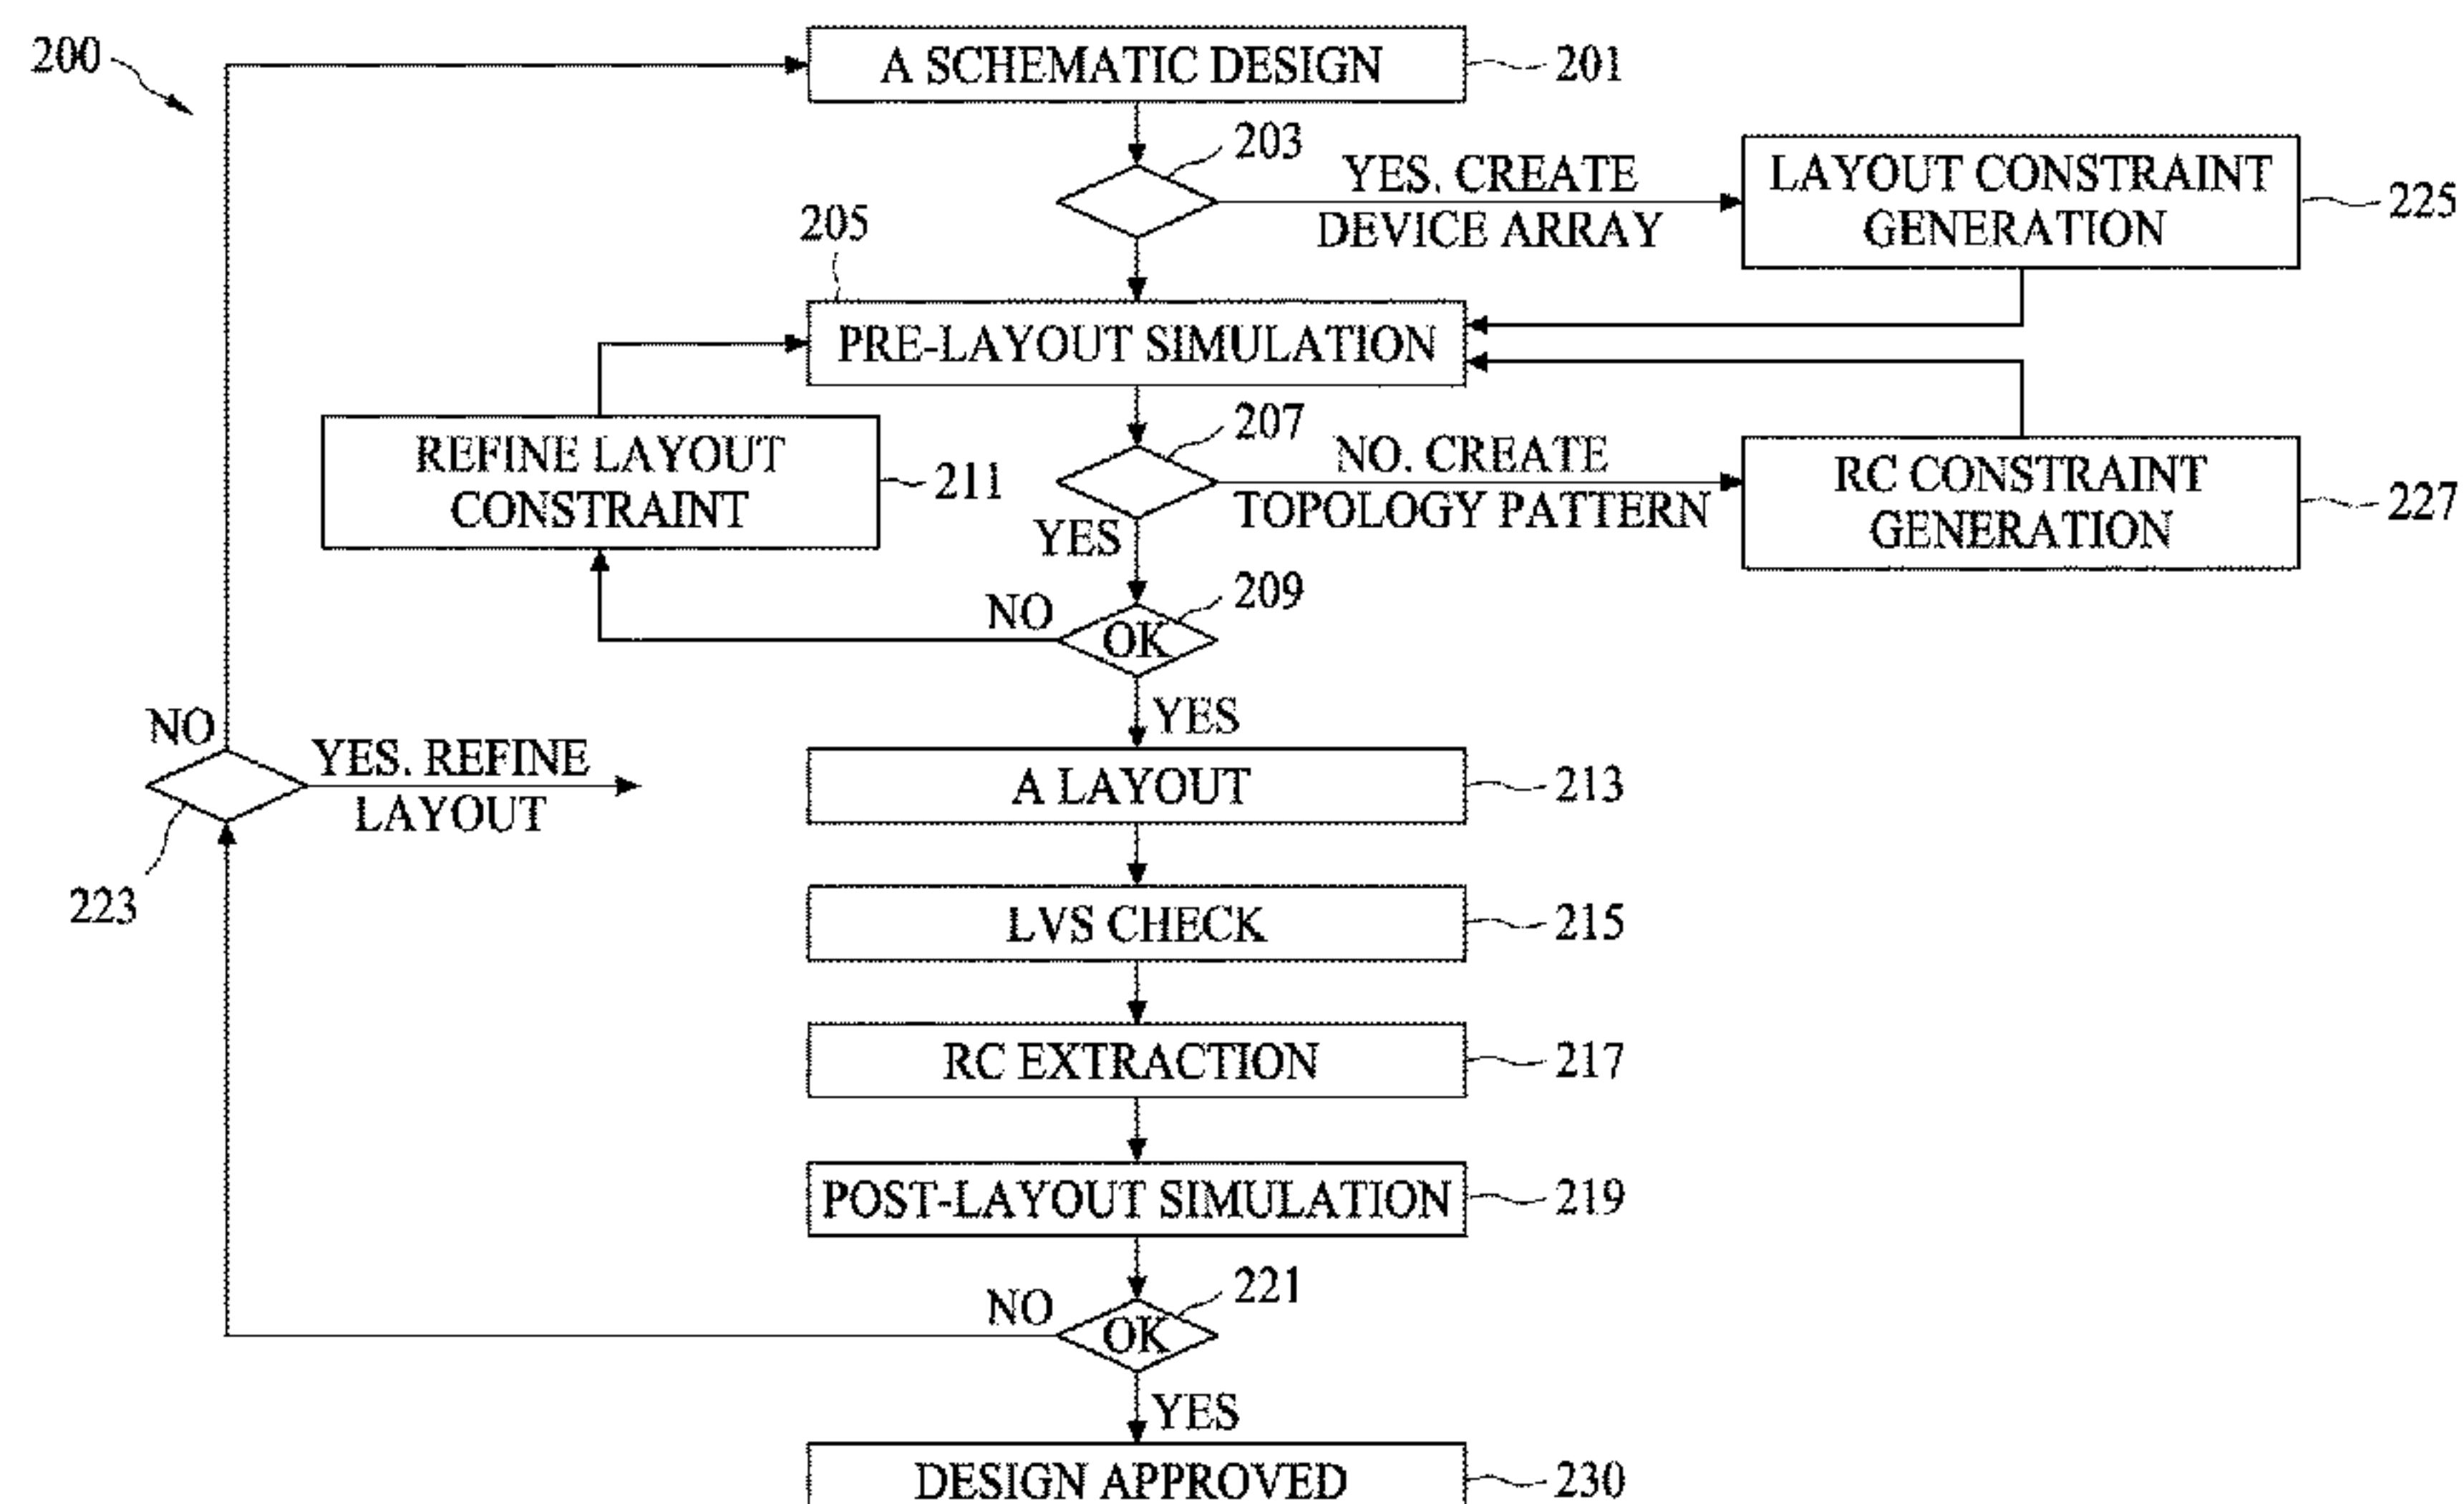 200
A SCHEMATIC DESIGN
201
203
YES. CREATE
DEVICE ARRAY
LAYOUT CONSTRAINT
GENERATION
225
205
PRE-LAYOUT SIMULATION
REFINE LAYOUT
CONSTRAINT
211
207
NO. CREATE
TOPOLOGY PATTERN
RC CONSTRAINT
GENERATION
227
YES
209
NO
OK
YES
NO
YES. REFINE
LAYOUT
223
A LAYOUT
213
LVS CHECK
215
RC EXTRACTION
217
POST-LAYOUT SIMULATION
219
221
NO
OK
YES
DESIGN APPROVED
230